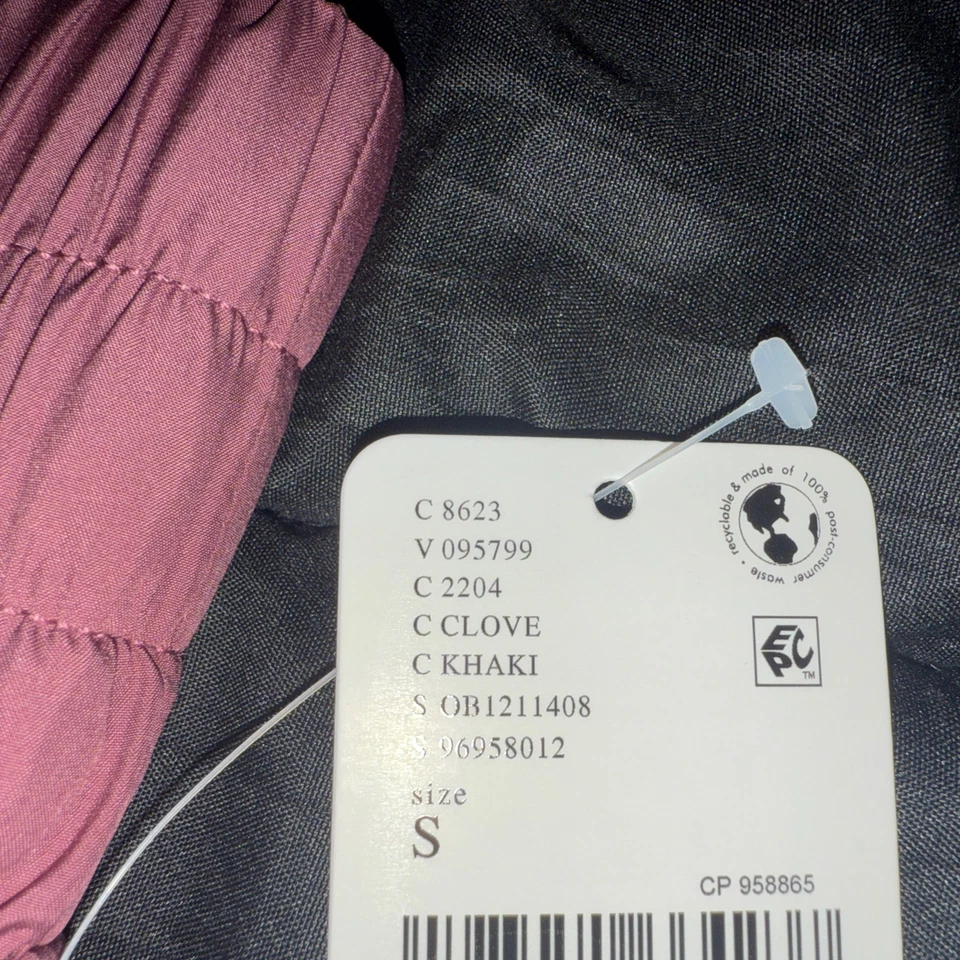 C 8623
V 095799
C 2204
C CLOVE
C KHAKI
S OB1211408
S 96958012
size
S
CP 958865
recyclable & made of 100% post-consumer waste •
EPC
TM